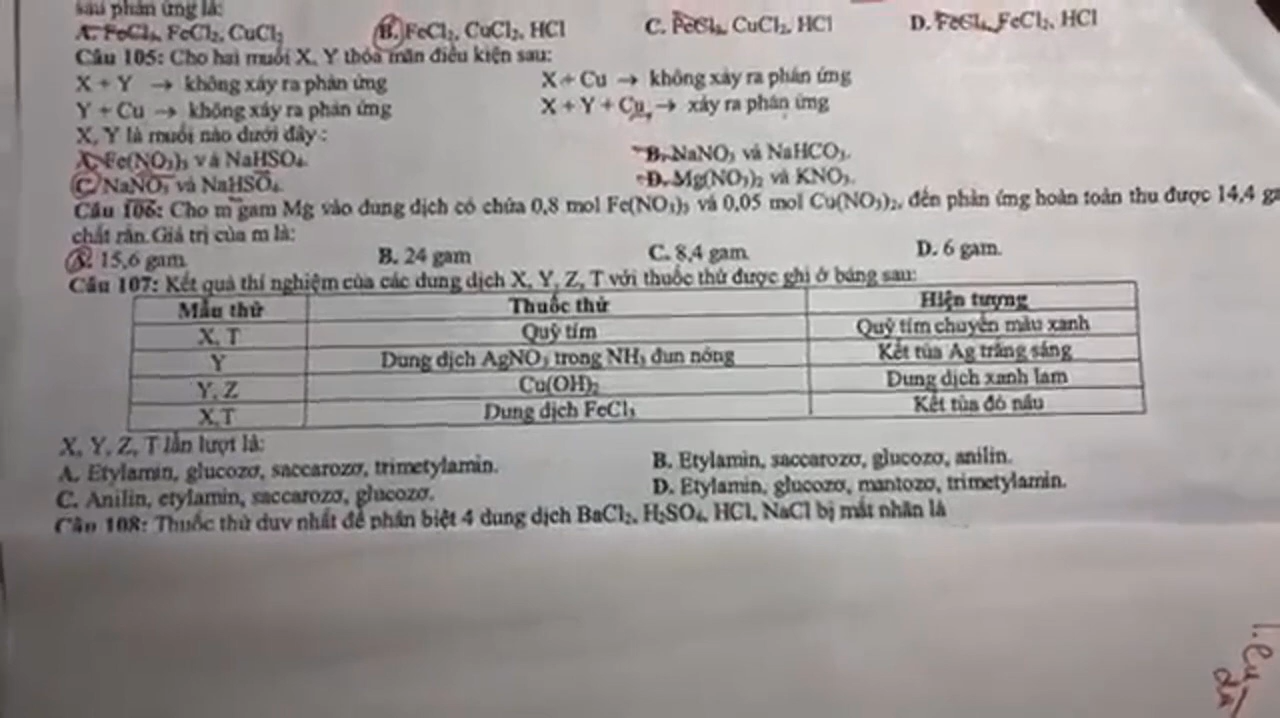 sau phản ứng là:
A. FeCl₃, FeCl₂, CuCl₂ B. FeCl₂, CuCl₂, HCl C. FeCl₃, CuCl₂, HCl D. FeCl₃, FeCl₂, HCl
Câu 105: Cho hai muối X, Y thỏa mãn điều kiện sau:
X + Y → không xảy ra phản ứng X + Cu → không xảy ra phản ứng
Y + Cu → không xảy ra phản ứng X + Y + Cu → xảy ra phản ứng
X, Y là muối nào dưới đây :
A. Fe(NO₃)₃ và NaHSO₄. B. NaNO₃ và NaHCO₃.
C. NaNO₃ và NaHSO₄. D. Mg(NO₃)₂ và KNO₃.
Câu 106: Cho m gam Mg vào dung dịch có chứa 0,8 mol Fe(NO₃)₃ và 0,05 mol Cu(NO₃)₂, đến phản ứng hoàn toàn thu được 14,4
chất rắn. Giá trị của m là:
A. 15,6 gam B. 24 gam C. 8,4 gam D. 6 gam.
Câu 107: Kết quả thí nghiệm của các dung dịch X, Y, Z, T với thuốc thử được ghi ở bảng sau:
Mẫu thử Thuốc thử Hiện tượng
X, T Quỳ tím Quỳ tím chuyển màu xanh
Y Dung dịch AgNO₃ trong NH₃ đun nóng Kết tủa Ag trắng sáng
Y, Z Cu(OH)₂ Dung dịch xanh lam
X,T Dung dịch FeCl₃ Kết tủa đỏ nâu
X, Y, Z, T lần lượt là:
A. Etylamin, glucozơ, saccarozơ, trimetylamin. B. Etylamin, saccarozơ, glucozơ, anilin.
C. Anilin, etylamin, saccarozơ, glucozơ. D. Etylamin, glucozơ, mantozơ, trimetylamin.
Câu 108: Thuốc thử duy nhất để phân biệt 4 dung dịch BaCl₂, H₂SO₄, HCl, NaCl bị mất nhãn là